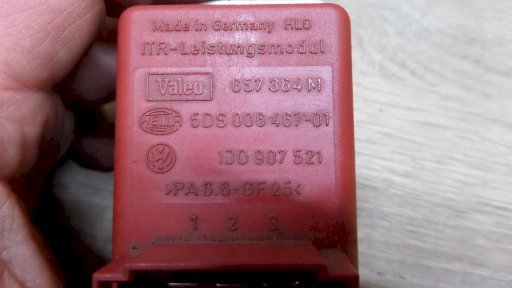 Made in Germany HLO
ITR-Leistungsmodul
Valeo 657 364 M
HELLA 5DS 006 467-01
VW 1J0 907 521
>PA 6.6-GF 25<
1 2 3